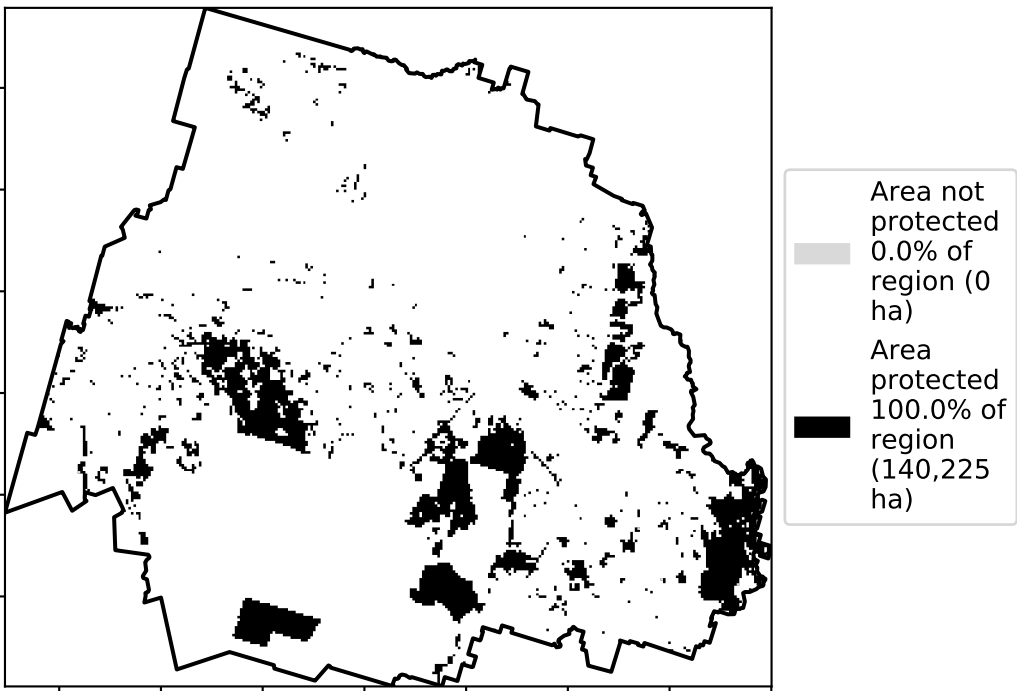 Area not
protected
0.0% of
region (0
ha)
Area
protected
100.0% of
region
(140,225
ha)